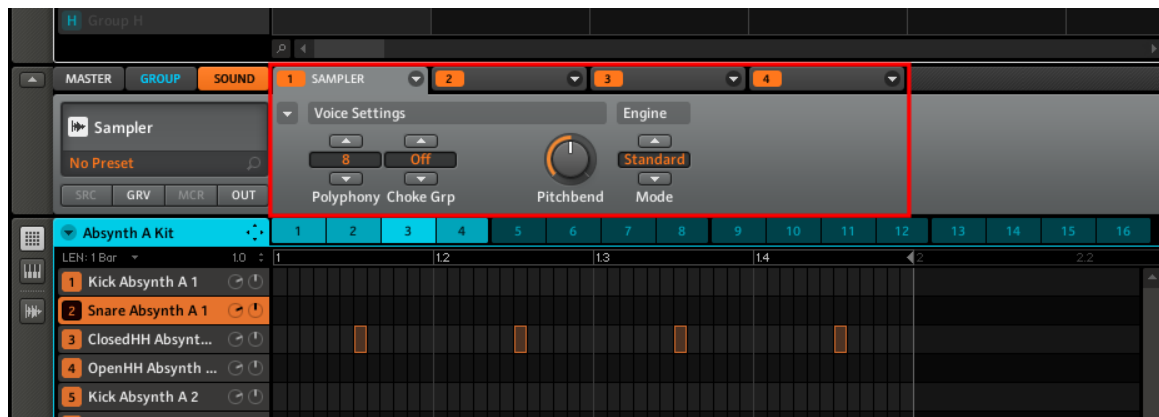 H Group H
MASTER GROUP SOUND 1 SAMPLER 2 3 4
Sampler
No Preset
SRC GRV MCR OUT
Voice Settings Engine
8 Off Standard
Polyphony Choke Grp Pitchbend Mode
Absynth A Kit 1 2 3 4 5 6 7 8 9 10 11 12 13 14 15 16
LEN: 1 Bar 1.0 1 1.2 1.3 1.4 2 2.2
1 Kick Absynth A 1
2 Snare Absynth A 1
3 ClosedHH Absynt...
4 OpenHH Absynth ...
5 Kick Absynth A 2